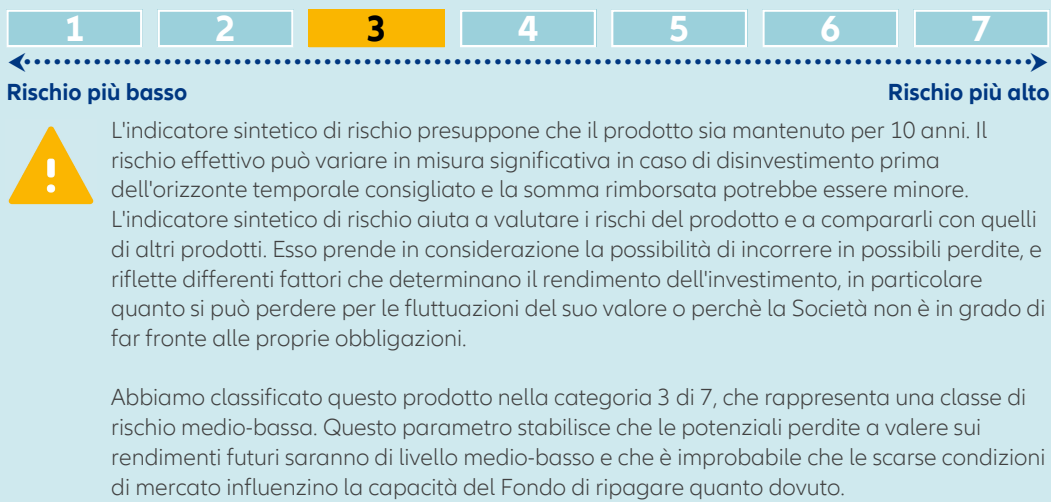 1 2 3 4 5 6 7
Rischio più basso Rischio più alto
L'indicatore sintetico di rischio presuppone che il prodotto sia mantenuto per 10 anni. Il
rischio effettivo può variare in misura significativa in caso di disinvestimento prima
dell'orizzonte temporale consigliato e la somma rimborsata potrebbe essere minore.
L'indicatore sintetico di rischio aiuta a valutare i rischi del prodotto e a compararli con quelli
di altri prodotti. Esso prende in considerazione la possibilità di incorrere in possibili perdite, e
riflette differenti fattori che determinano il rendimento dell'investimento, in particolare
quanto si può perdere per le fluttuazioni del suo valore o perchè la Società non è in grado di
far fronte alle proprie obbligazioni.
Abbiamo classificato questo prodotto nella categoria 3 di 7, che rappresenta una classe di
rischio medio-bassa. Questo parametro stabilisce che le potenziali perdite a valere sui
rendimenti futuri saranno di livello medio-basso e che è improbabile che le scarse condizioni
di mercato influenzino la capacità del Fondo di ripagare quanto dovuto.